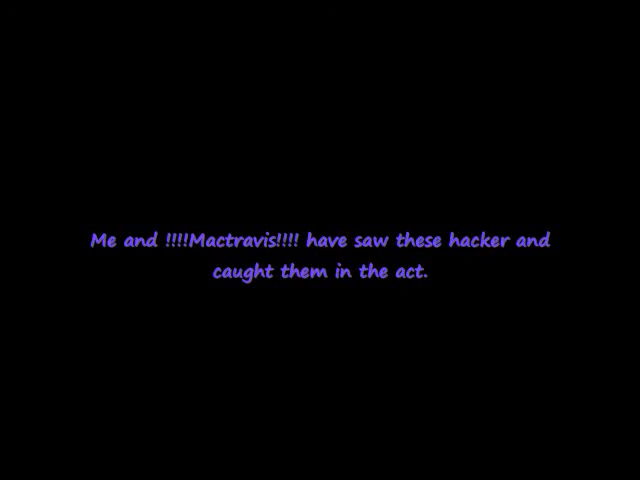 Me and !!!!Mactravis!!!! have saw these hacker and
caught them in the act.